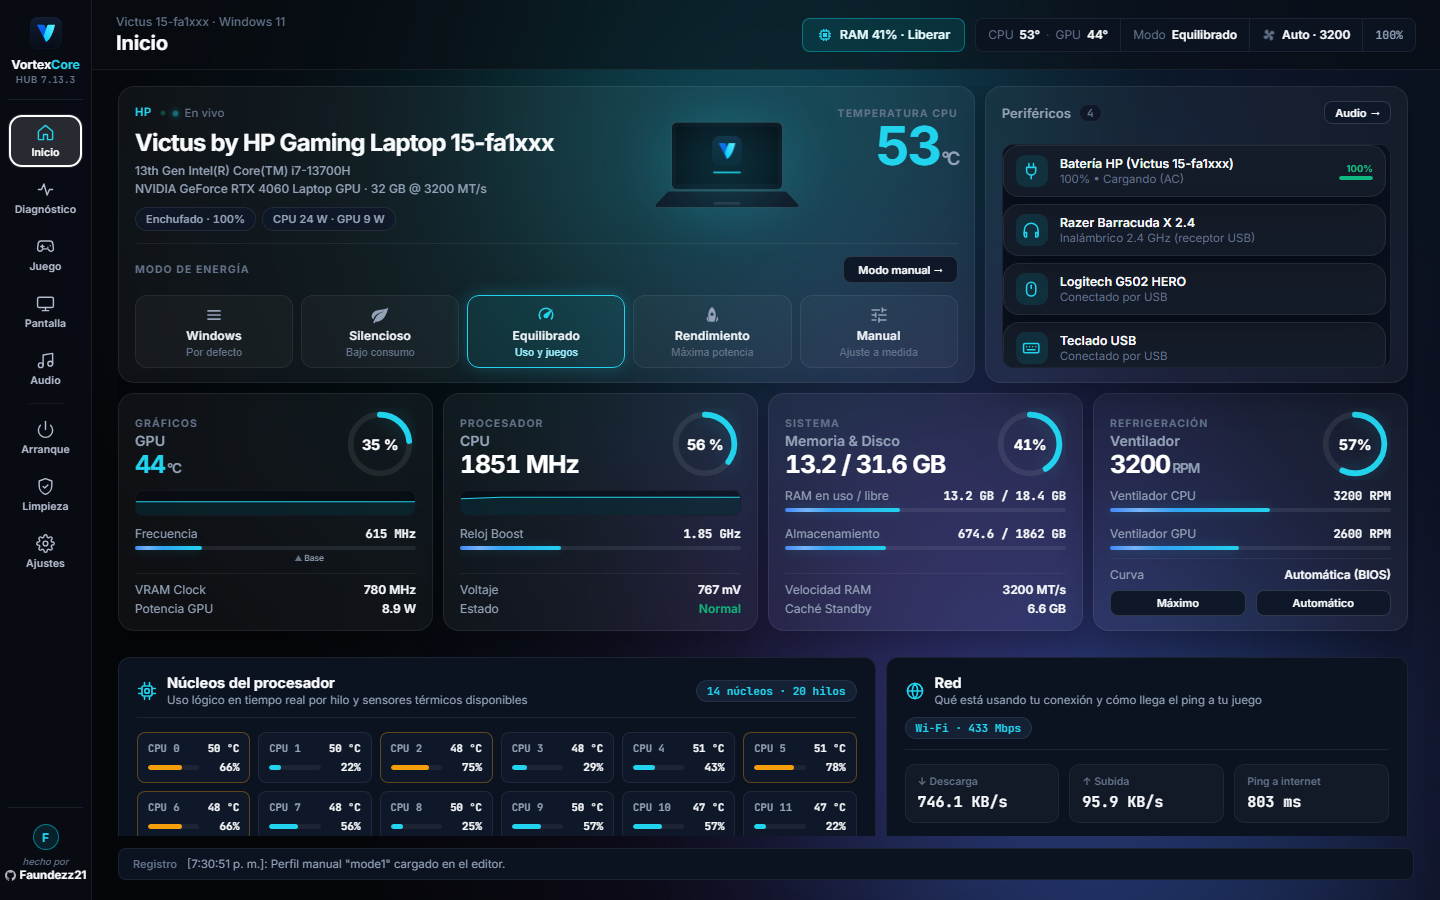 VortexCore
HUB 7.13.3
Inicio
Diagnóstico
Juego
Pantalla
Audio
Arranque
Limpieza
Ajustes
F
hecho por
Faundezz21
Victus 15-fa1xxx · Windows 11
Inicio
RAM 41% · Liberar
CPU 53° · GPU 44°
Modo Equilibrado
Auto · 3200
100%
HP
En vivo
Victus by HP Gaming Laptop 15-fa1xxx
13th Gen Intel(R) Core(TM) i7-13700H
NVIDIA GeForce RTX 4060 Laptop GPU · 32 GB @ 3200 MT/s
Enchufado · 100%
CPU 24 W · GPU 9 W
TEMPERATURA CPU
53°C
MODO DE ENERGÍA
Modo manual →
Windows
Por defecto
Silencioso
Bajo consumo
Equilibrado
Uso y juegos
Rendimiento
Máxima potencia
Manual
Ajuste a medida
Periféricos 4
Audio →
Batería HP (Victus 15-fa1xxx)
100% • Cargando (AC)
100%
Razer Barracuda X 2.4
Inalámbrico 2.4 GHz (receptor USB)
Logitech G502 HERO
Conectado por USB
Teclado USB
Conectado por USB
GRÁFICOS
GPU
44°C
35 %
Frecuencia 615 MHz
▲ Base
VRAM Clock 780 MHz
Potencia GPU 8.9 W
PROCESADOR
CPU
1851 MHz
56 %
Reloj Boost 1.85 GHz
Voltaje 767 mV
Estado Normal
SISTEMA
Memoria & Disco
13.2 / 31.6 GB
41%
RAM en uso / libre 13.2 GB / 18.4 GB
Almacenamiento 674.6 / 1862 GB
Velocidad RAM 3200 MT/s
Caché Standby 6.6 GB
REFRIGERACIÓN
Ventilador
3200 RPM
57%
Ventilador CPU 3200 RPM
Ventilador GPU 2600 RPM
Curva Automática (BIOS)
Máximo
Automático
Núcleos del procesador
Uso lógico en tiempo real por hilo y sensores térmicos disponibles
14 núcleos · 20 hilos
CPU 0 50 °C
66%
CPU 1 50 °C
22%
CPU 2 48 °C
75%
CPU 3 48 °C
29%
CPU 4 51 °C
43%
CPU 5 51 °C
78%
CPU 6 48 °C
66%
CPU 7 48 °C
56%
CPU 8 50 °C
25%
CPU 9 50 °C
57%
CPU 10 47 °C
57%
CPU 11 47 °C
22%
Red
Qué está usando tu conexión y cómo llega el ping a tu juego
Wi-Fi · 433 Mbps
↓ Descarga
746.1 KB/s
↑ Subida
95.9 KB/s
Ping a internet
803 ms
Registro [7:30:51 p. m.]: Perfil manual "mode1" cargado en el editor.